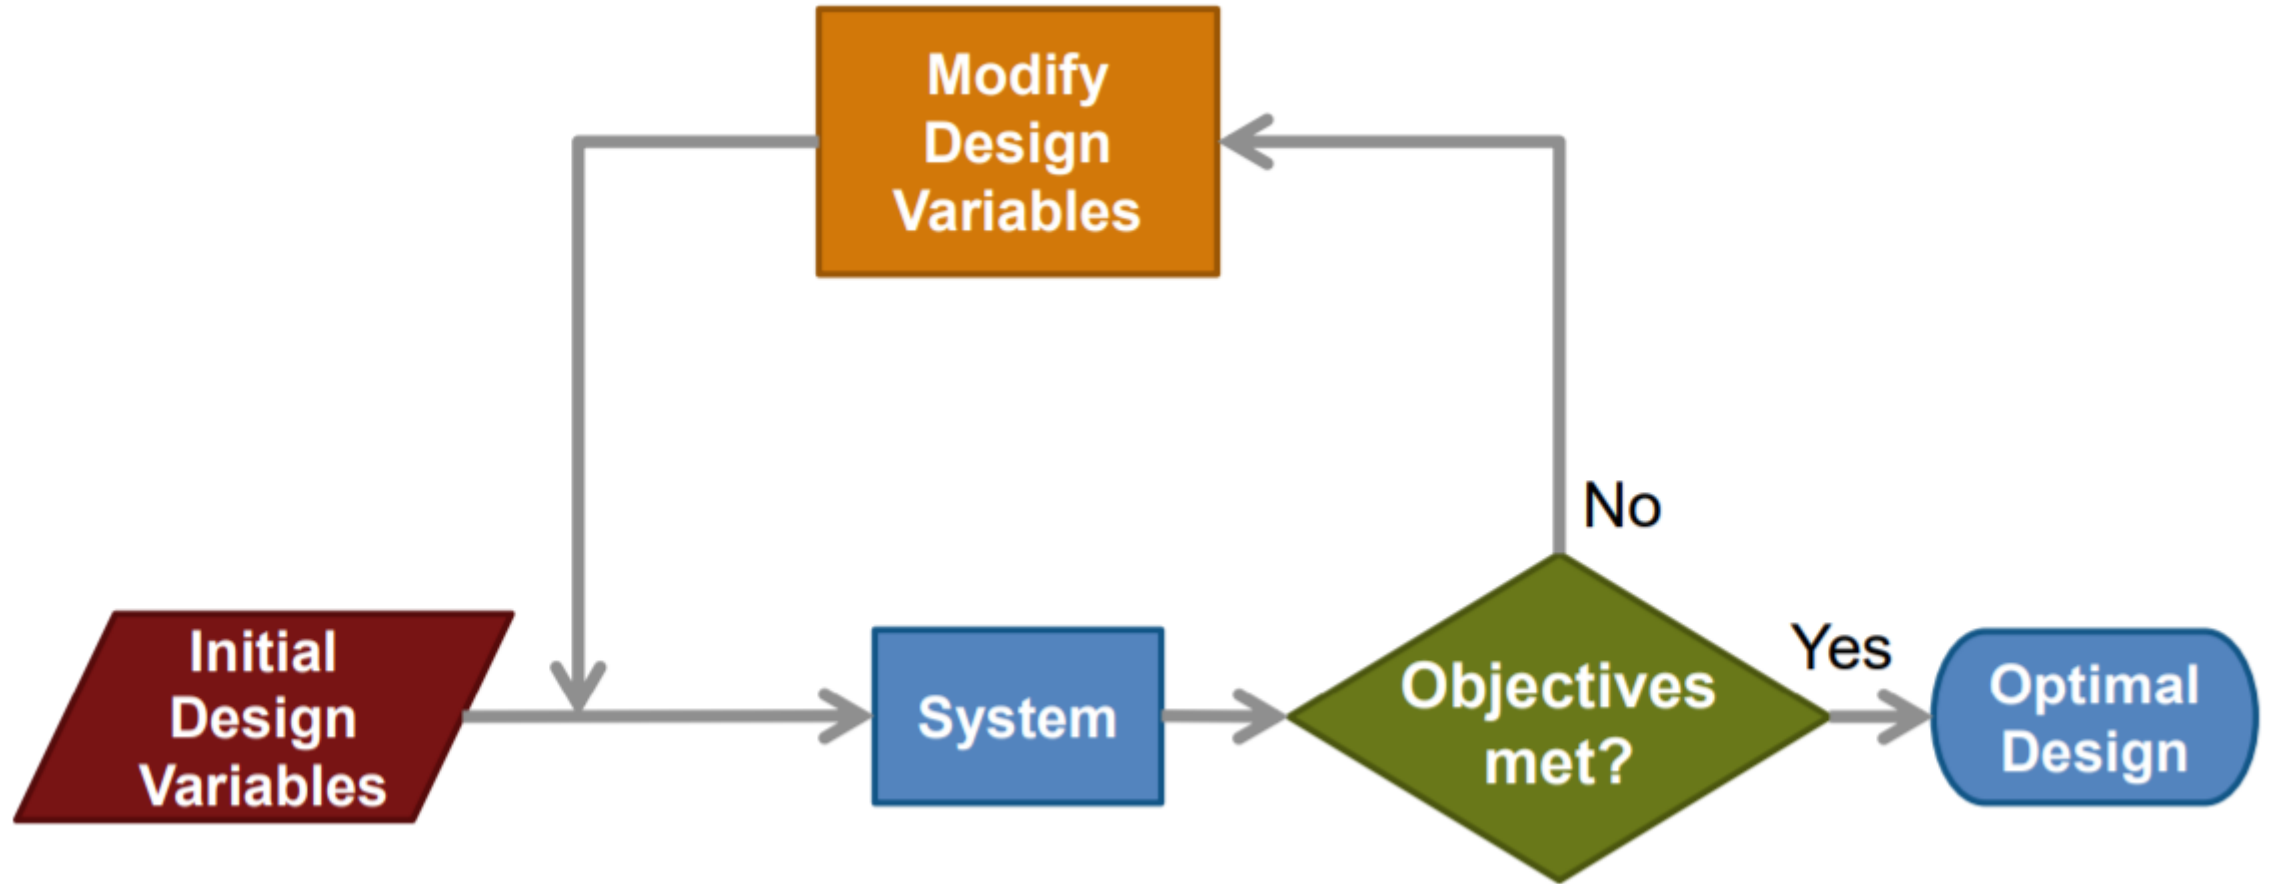 Modify
Design
Variables
No
Initial
Design
Variables
System
Objectives
met?
Yes
Optimal
Design